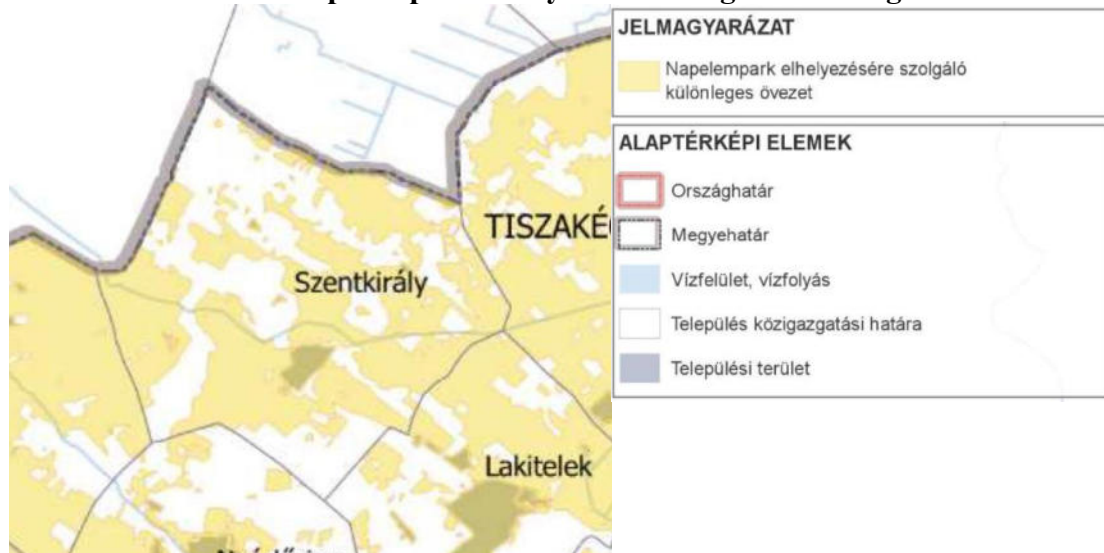 TISZAKÉ
Szentkirály
Lakitelek
JELMAGYARÁZAT
Napelempark elhelyezésére szolgáló
különleges övezet
ALAPTÉRKÉPI ELEMEK
Országhatár
Megyehatár
Vízfelület, vízfolyás
Település közigazgatási határa
Települési terület